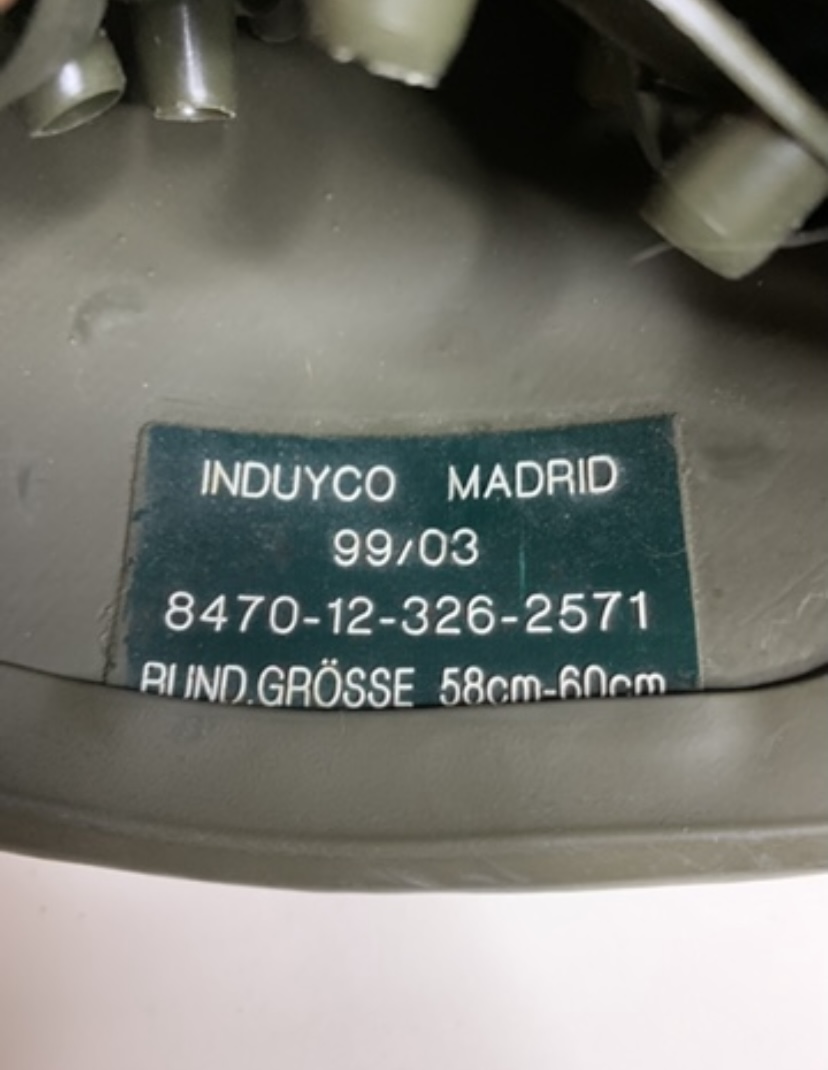 INDUYCO MADRID
99/03
8470-12-326-2571
BUND.GRÖSSE 58cm-60cm